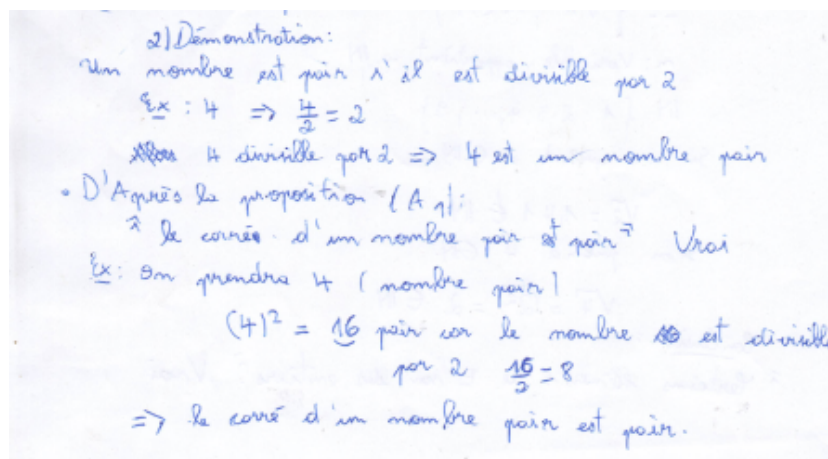 2) Démonstration:
Un nombre est pair s'il est divisible par 2
Ex : 4 => 4/2 = 2
4 divisible par 2 => 4 est un nombre pair
• D'Après la proposition (A1):
" le carrée d'un nombre pair est pair" Vrai
Ex: On prendra 4 (nombre pair)
(4)² = 16 pair car le nombre est divisible
par 2 16/2 = 8
=> le carré d'un nombre pair est pair.